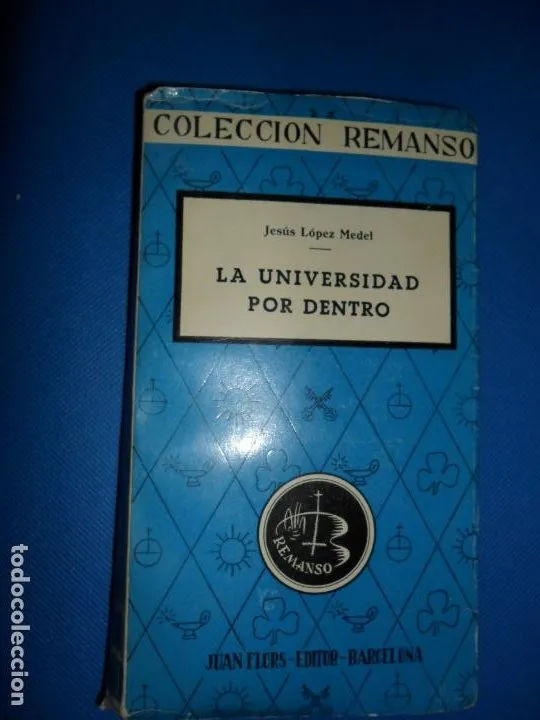 COLECCION REMANSO
Jesús López Medel
LA UNIVERSIDAD
POR DENTRO
REMANSO
JUAN FLORS-EDITOR-BARCELONA
todocoleccion